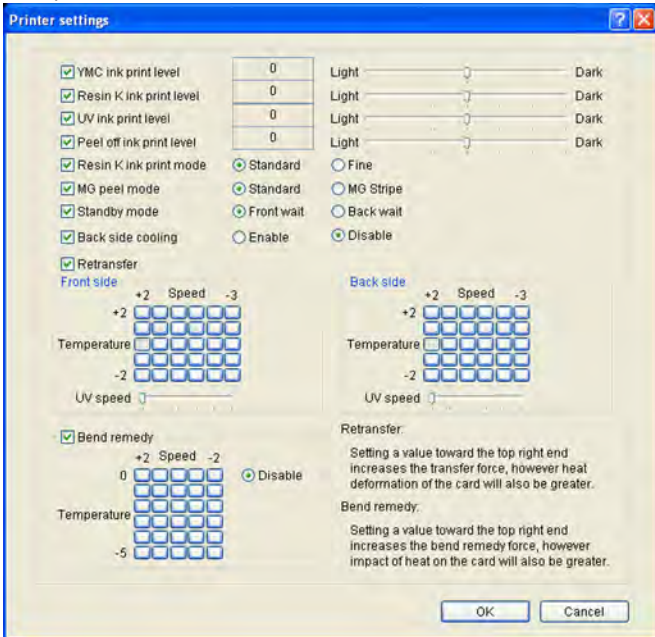 Printer settings
YMC ink print level 0 Light Dark
Resin K ink print level 0 Light Dark
UV ink print level 0 Light Dark
Peel off ink print level 0 Light Dark
Resin K ink print mode Standard Fine
MG peel mode Standard MG Stripe
Standby mode Front wait Back wait
Back side cooling Enable Disable
Retransfer
Front side
+2 Speed -3
+2
Temperature
-2
UV speed
Back side
+2 Speed -3
+2
Temperature
-2
UV speed
Bend remedy
+2 Speed -2
0 Disable
Temperature
-5
Retransfer:
Setting a value toward the top right end
increases the transfer force, however heat
deformation of the card will also be greater.
Bend remedy:
Setting a value toward the top right end
increases the bend remedy force, however
impact of heat on the card will also be greater.
OK Cancel